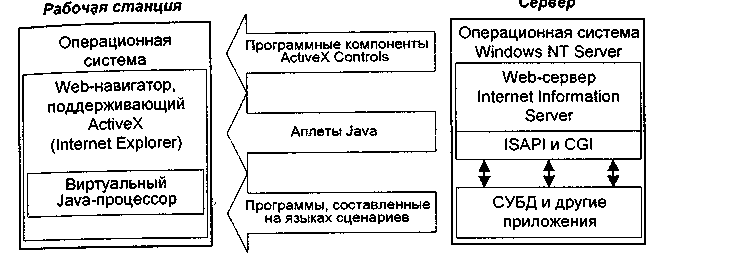 Рабочая станция
Операционная
система
Web-навигатор,
поддерживающий
ActiveX
(Internet Explorer)
Виртуальный
Java-процессор
Программные компоненты
ActiveX Controls
Аплеты Java
Программы, составленные
на языках сценариев
Сервер
Операционная система
Windows NT Server
Web-сервер
Internet Information
Server
ISAPI и CGI
СУБД и другие
приложения